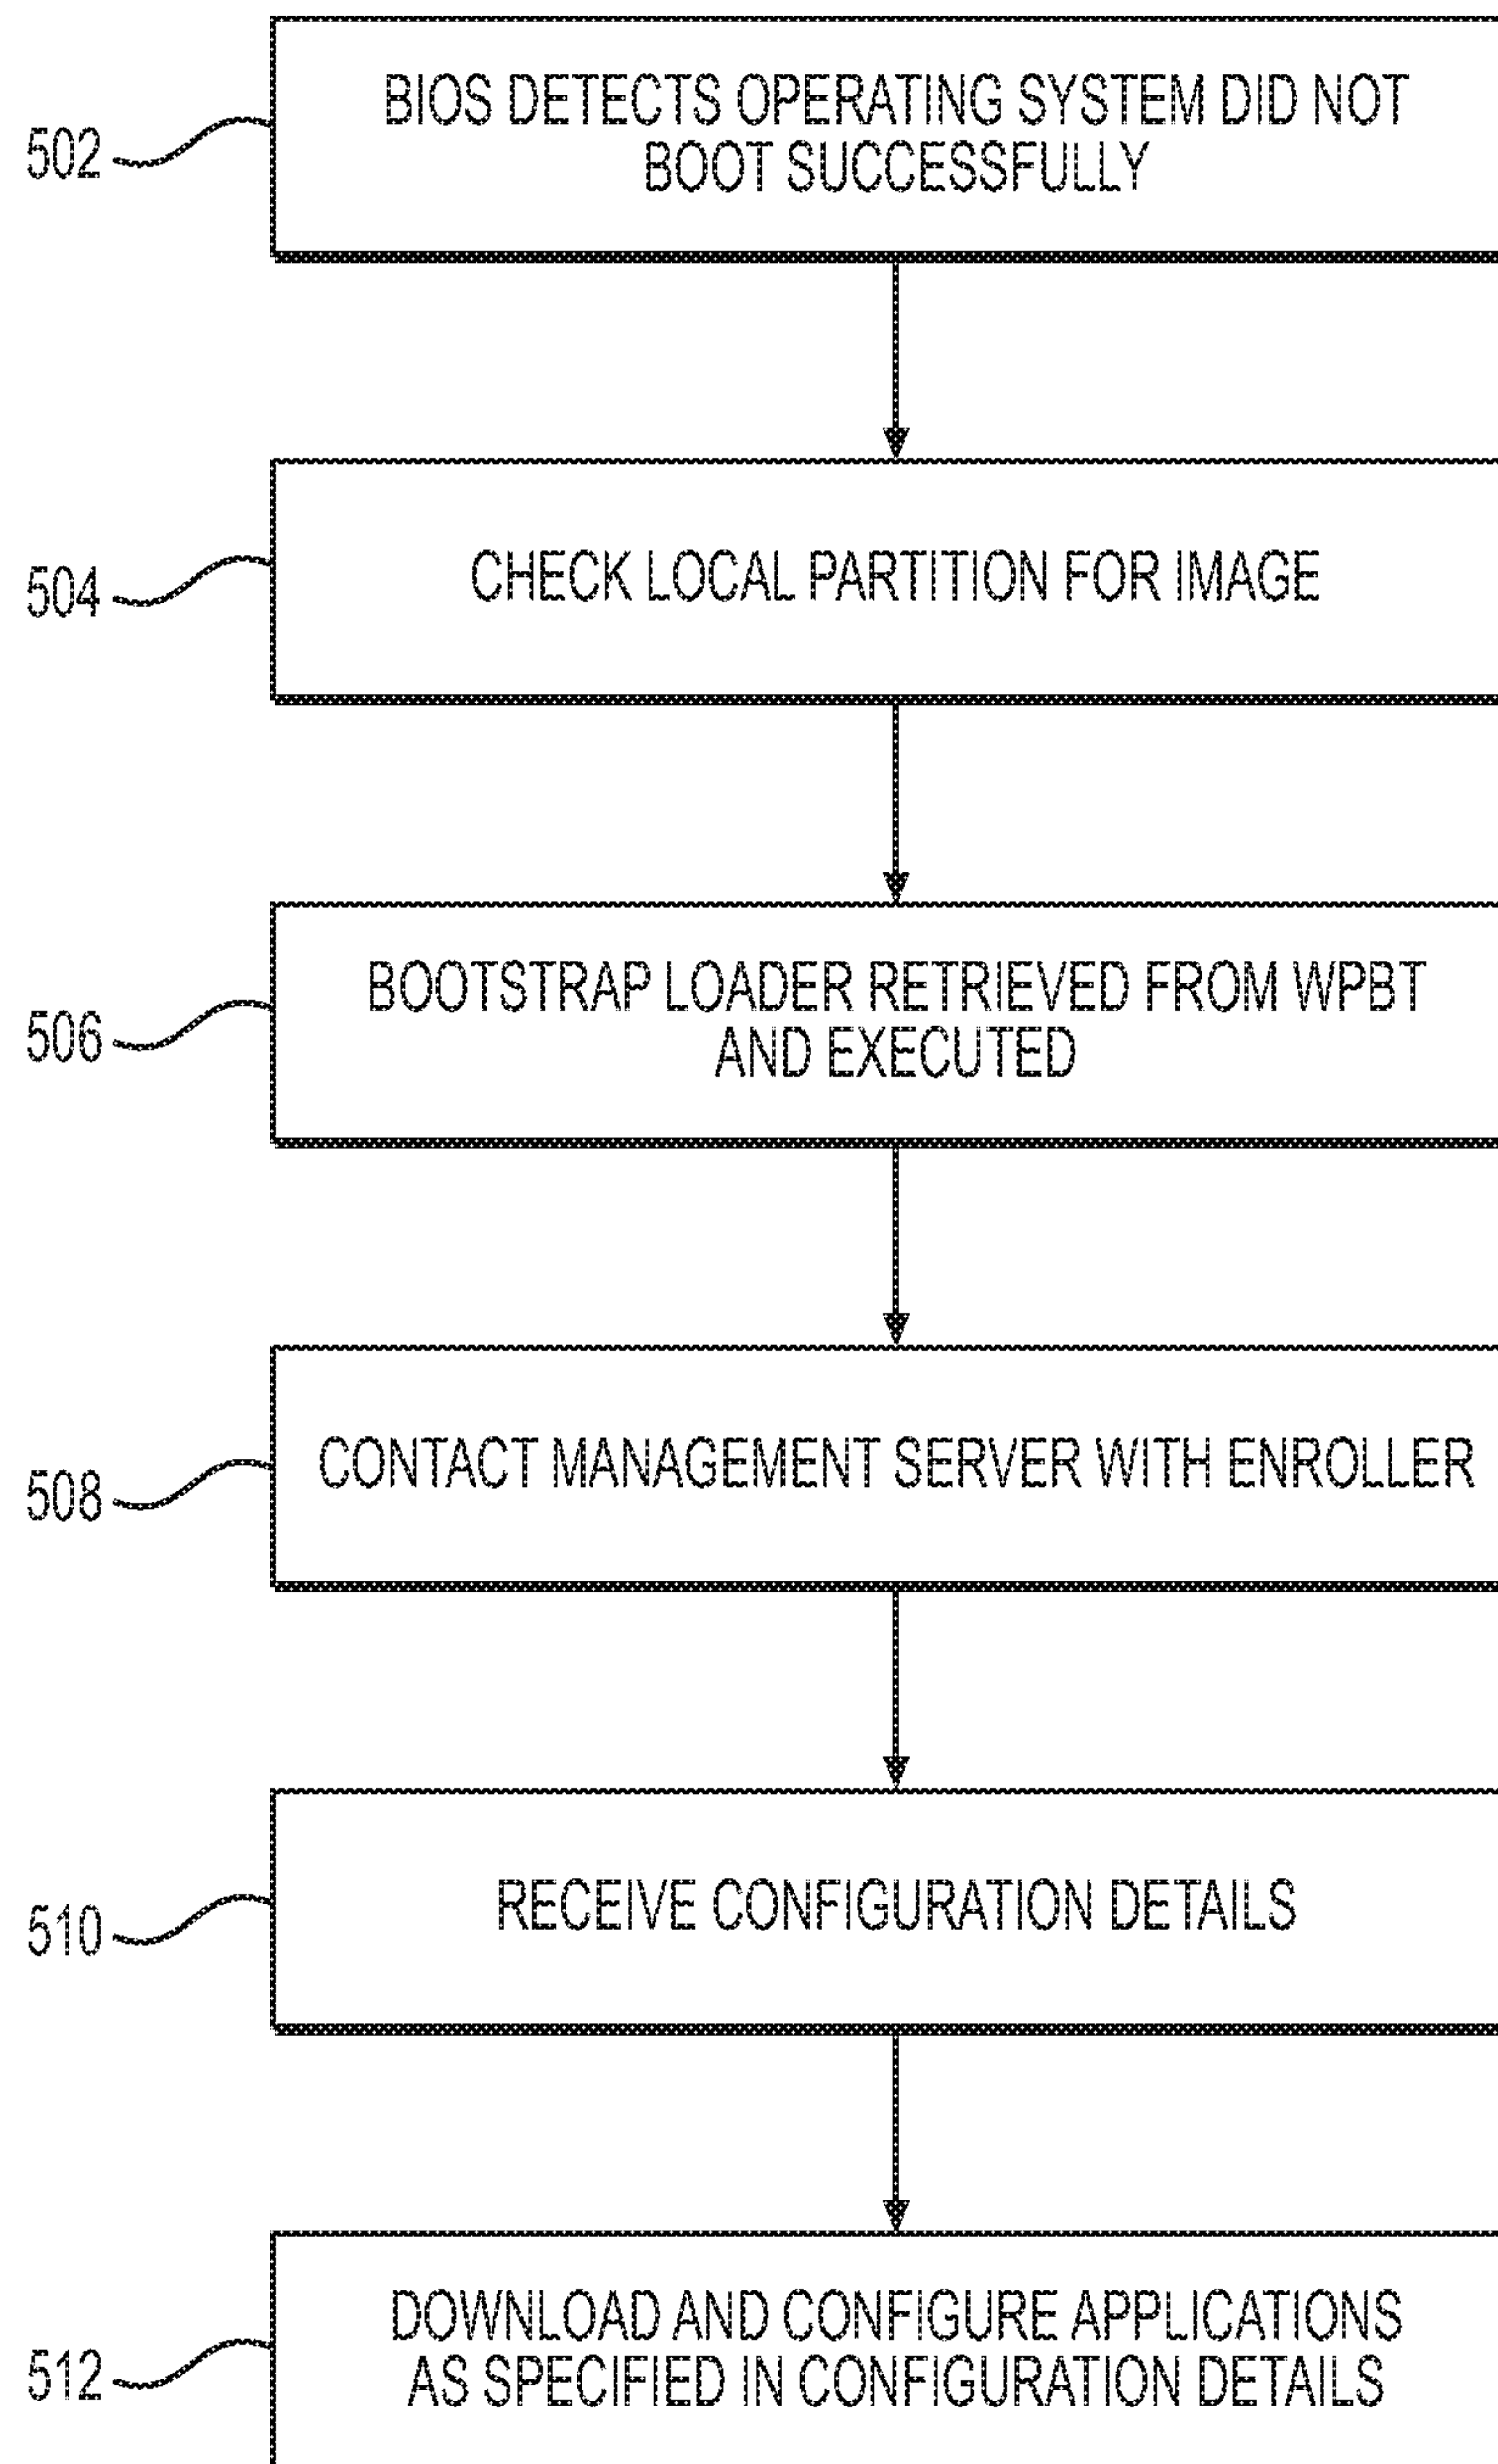 502
BIOS DETECTS OPERATING SYSTEM DID NOT
BOOT SUCCESSFULLY
504
CHECK LOCAL PARTITION FOR IMAGE
506
BOOTSTRAP LOADER RETRIEVED FROM WPBT
AND EXECUTED
508
CONTACT MANAGEMENT SERVER WITH ENROLLER
510
RECEIVE CONFIGURATION DETAILS
512
DOWNLOAD AND CONFIGURE APPLICATIONS
AS SPECIFIED IN CONFIGURATION DETAILS